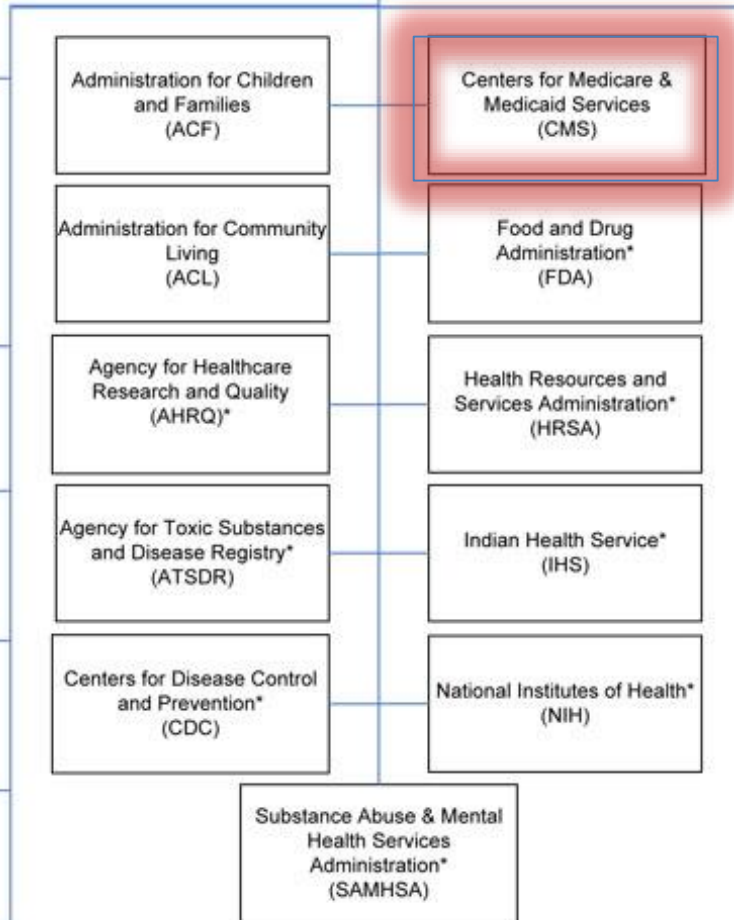 Administration for Children
and Families
(ACF)
Centers for Medicare &
Medicaid Services
(CMS)
Administration for Community
Living
(ACL)
Food and Drug
Administration*
(FDA)
Agency for Healthcare
Research and Quality
(AHRQ)*
Health Resources and
Services Administration*
(HRSA)
Agency for Toxic Substances
and Disease Registry*
(ATSDR)
Indian Health Service*
(IHS)
Centers for Disease Control
and Prevention*
(CDC)
National Institutes of Health*
(NIH)
Substance Abuse & Mental
Health Services
Administration*
(SAMHSA)